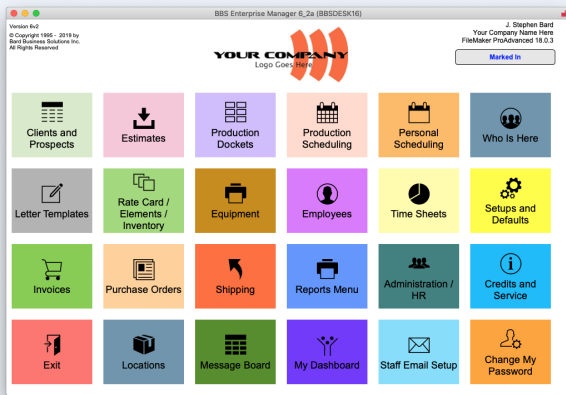 BBS Enterprise Manager 6_2a (BBSDESK16)
Version 6v2
© Copyright 1995 - 2019 by
Bard Business Solutions Inc.
All Rights Reserved
YOUR COMPANY
Logo Goes Here
J. Stephen Bard
Your Company Name Here
FileMaker ProAdvanced 18.0.3
Marked In
Clients and
Prospects
Estimates
Production
Dockets
Production
Scheduling
Personal
Scheduling
Who Is Here
Letter Templates
Rate Card /
Elements /
Inventory
Equipment
Employees
Time Sheets
Setups and
Defaults
Invoices
Purchase Orders
Shipping
Reports Menu
Administration /
HR
Credits and
Service
Exit
Locations
Message Board
My Dashboard
Staff Email Setup
Change My
Password